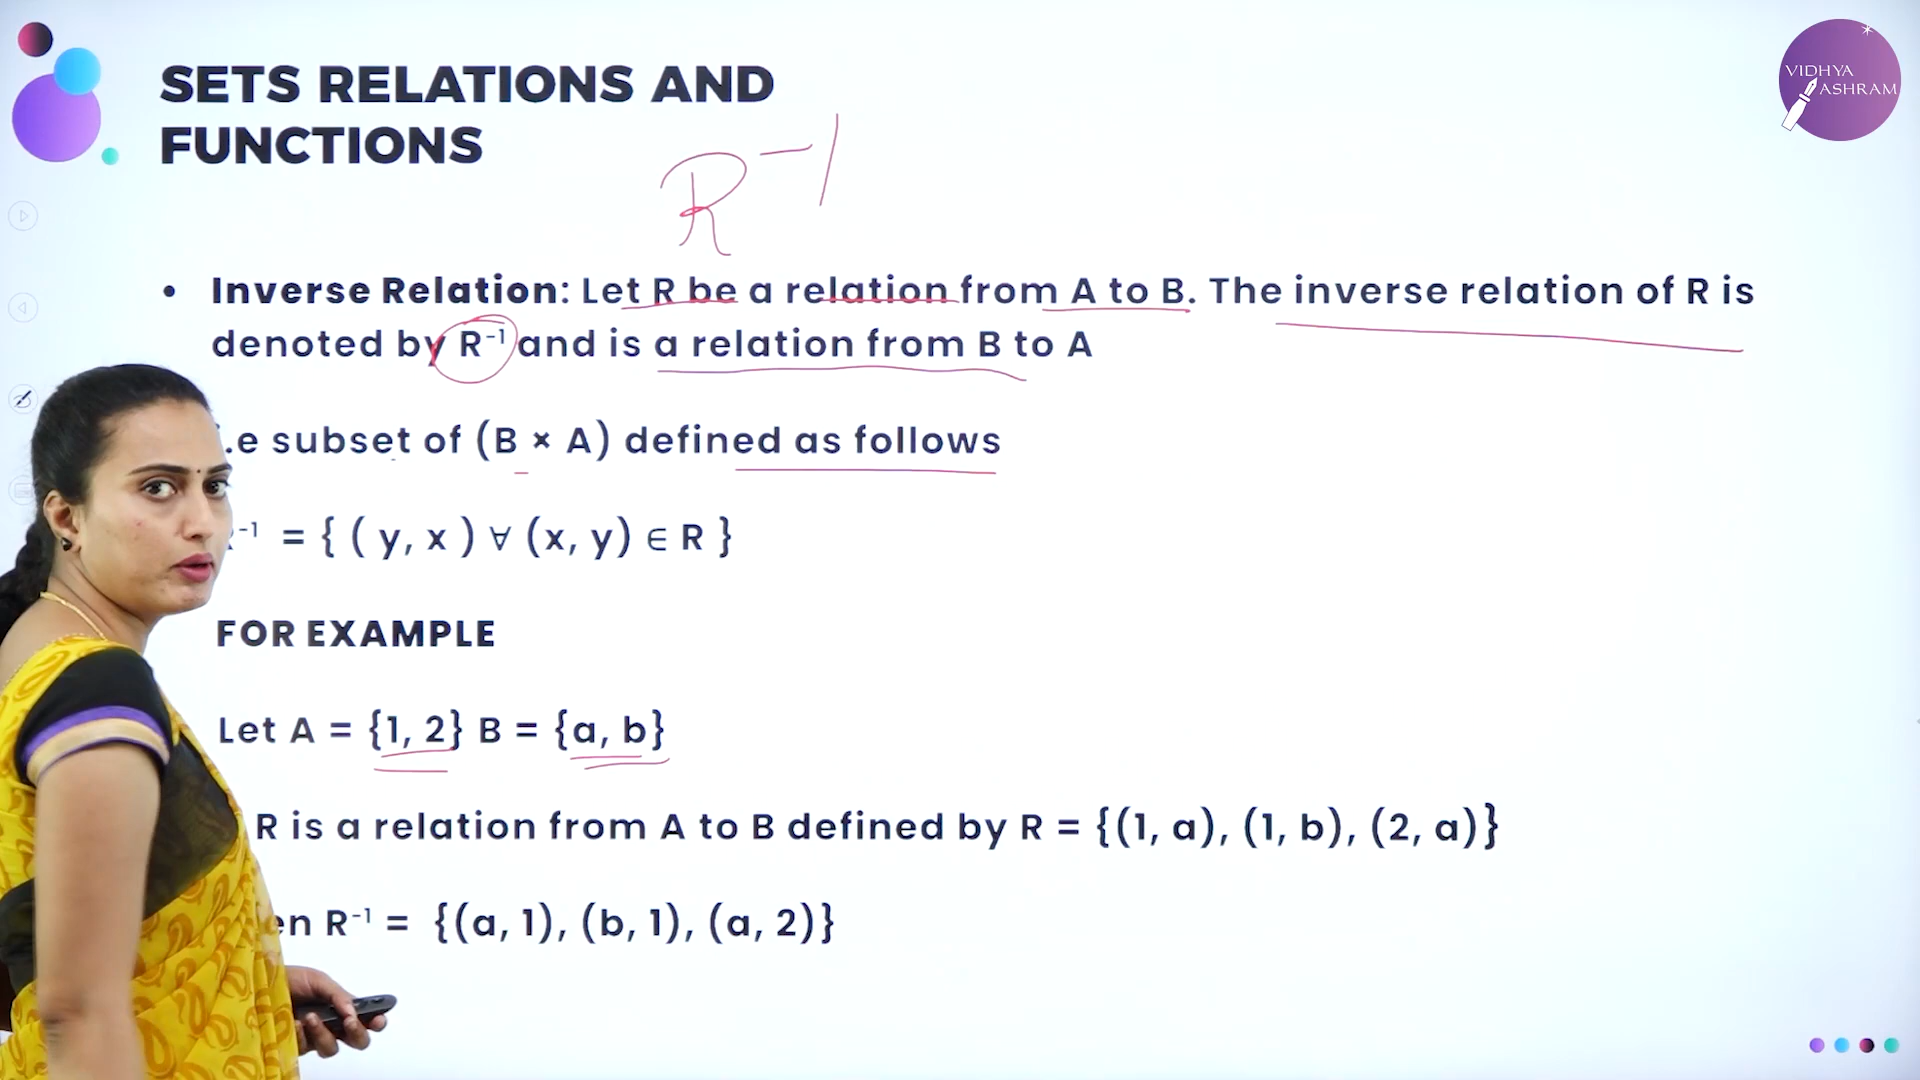 SETS RELATIONS AND
FUNCTIONS
VIDHYA
ASHRAM
R⁻¹
• Inverse Relation: Let R be a relation from A to B. The inverse relation of R is
denoted by R⁻¹ and is a relation from B to A
.e subset of (B × A) defined as follows
⁻¹ = { ( y, x ) ∀ (x, y) ∈ R }
FOR EXAMPLE
Let A = {1, 2} B = {a, b}
R is a relation from A to B defined by R = {(1, a), (1, b), (2, a)}
en R⁻¹ = {(a, 1), (b, 1), (a, 2)}